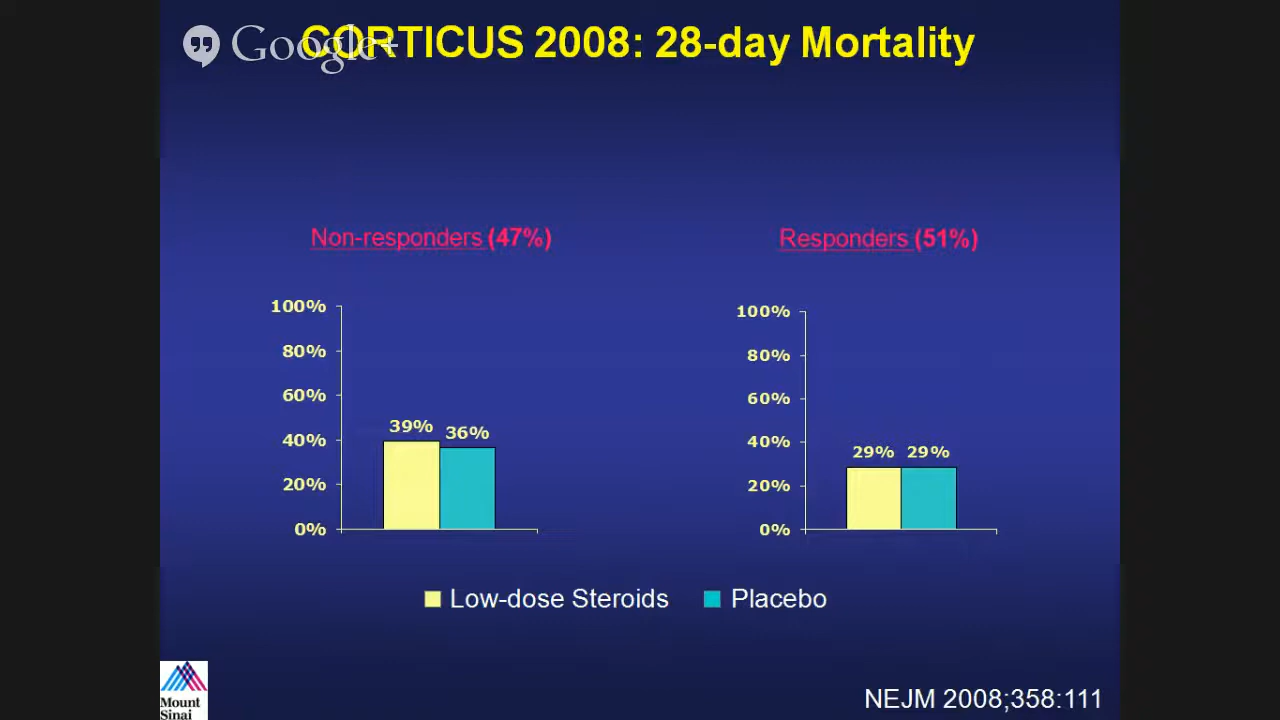 Google+
CORTICUS 2008: 28-day Mortality
Non-responders (47%)
Responders (51%)
100%
80%
60%
40%
20%
0%
39%
36%
100%
80%
60%
40%
20%
0%
29%
29%
Low-dose Steroids
Placebo
Mount
Sinai
NEJM 2008;358:111